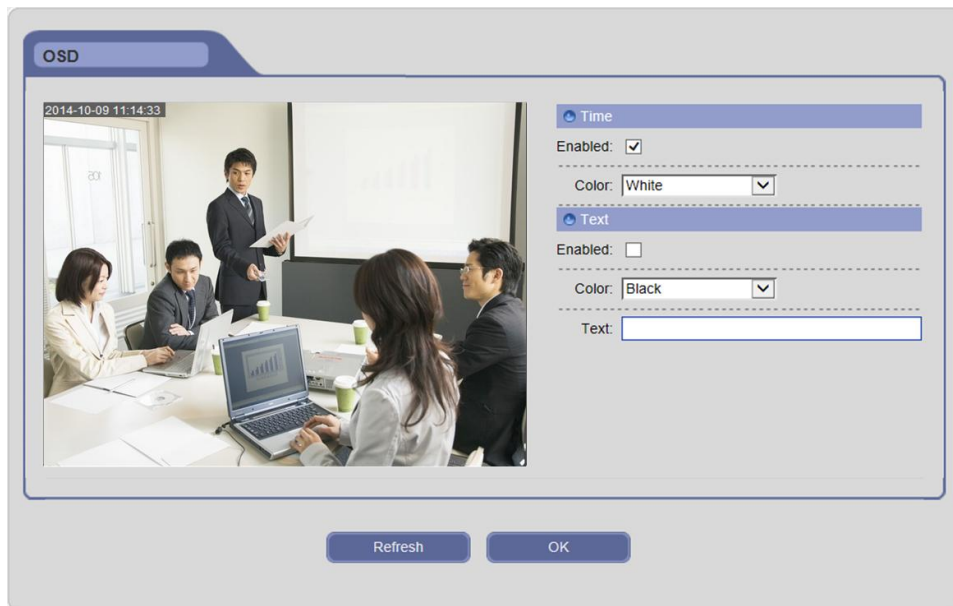 OSD
2014-10-09 11:14:33
Time
Enabled:
Color: White
Text
Enabled:
Color: Black
Text:
Refresh
OK